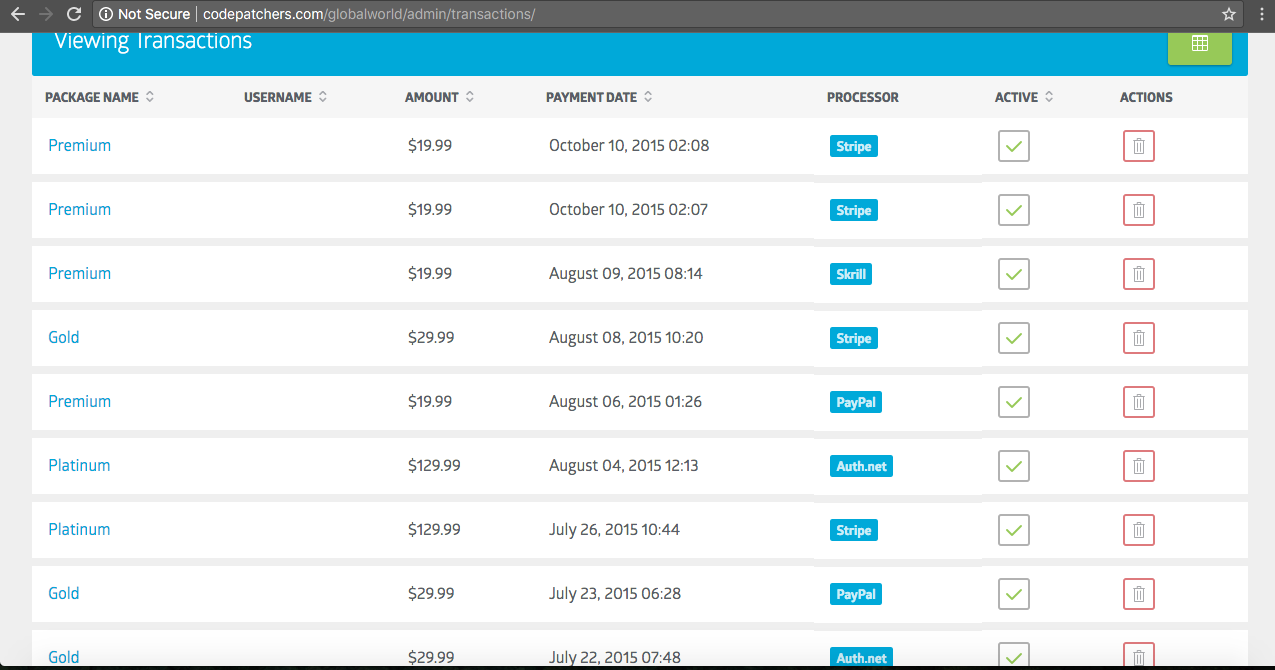 Not Secure | codepatchers.com/globalworld/admin/transactions/
Viewing Transactions
PACKAGE NAME USERNAME AMOUNT PAYMENT DATE PROCESSOR ACTIVE ACTIONS
Premium $19.99 October 10, 2015 02:08 Stripe
Premium $19.99 October 10, 2015 02:07 Stripe
Premium $19.99 August 09, 2015 08:14 Skrill
Gold $29.99 August 08, 2015 10:20 Stripe
Premium $19.99 August 06, 2015 01:26 PayPal
Platinum $129.99 August 04, 2015 12:13 Auth.net
Platinum $129.99 July 26, 2015 10:44 Stripe
Gold $29.99 July 23, 2015 06:28 PayPal
Gold $29.99 July 22, 2015 07:48 Auth.net